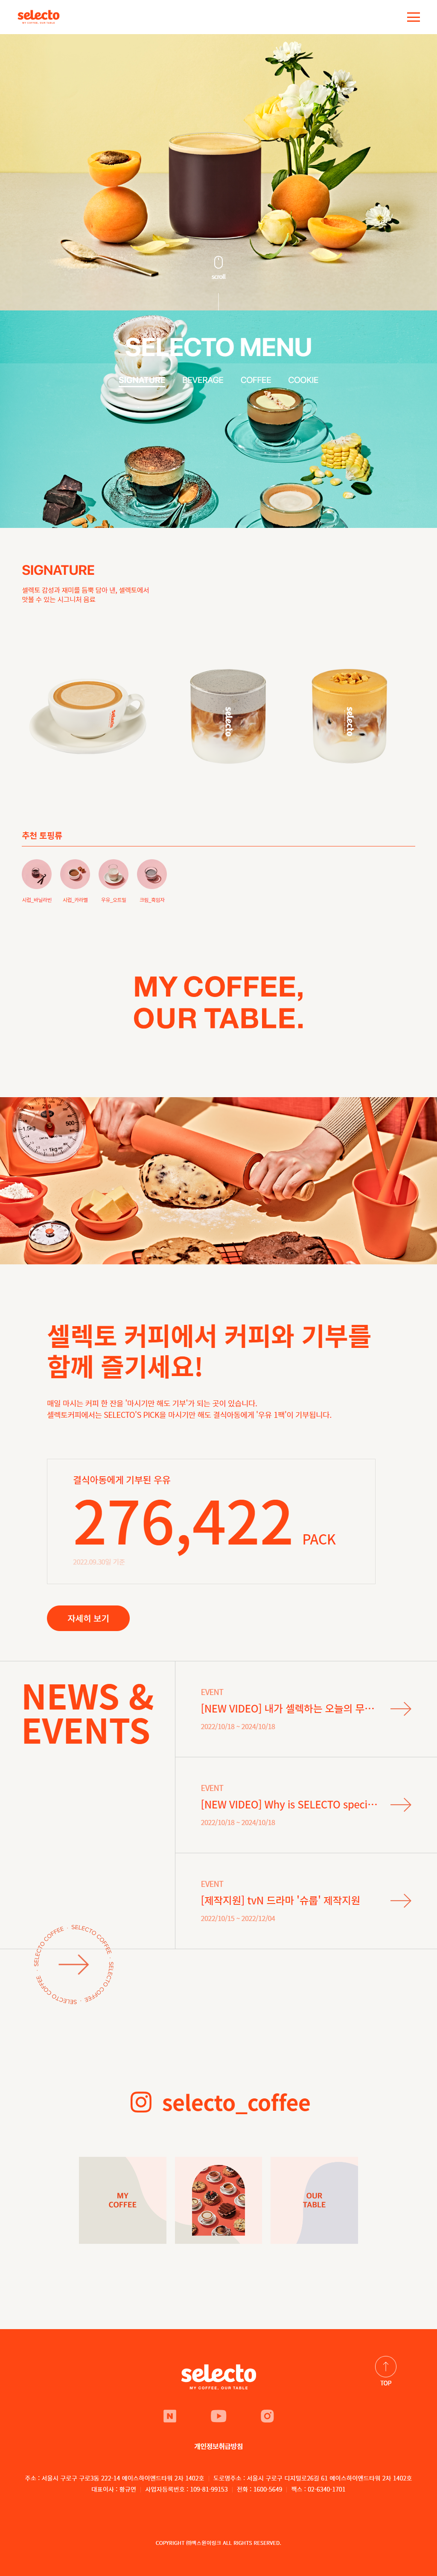 selecto
MY COFFEE, OUR TABLE
scroll
SELECTO MENU
SIGNATURE
BEVERAGE
COFFEE
COOKIE
SIGNATURE
셀렉토 감성과 재미를 듬뿍 담아 낸, 셀렉토에서
맛볼 수 있는 시그니처 음료
selecto
selecto
selecto
추천 토핑류
시럽_바닐라빈
시럽_카라멜
우유_오트밀
크림_흑임자
MY COFFEE,
OUR TABLE.
셀렉토 커피에서 커피와 기부를
함께 즐기세요!
매일 마시는 커피 한 잔을 '마시기만 해도 기부'가 되는 곳이 있습니다.
셀렉토커피에서는 SELECTO'S PICK을 마시기만 해도 결식아동에게 '우유 1팩'이 기부됩니다.
결식아동에게 기부된 우유
276,422 PACK
2022.09.30일 기준
자세히 보기
NEWS &
EVENTS
EVENT
[NEW VIDEO] 내가 셀렉하는 오늘의 무…
2022/10/18 ~ 2024/10/18
EVENT
[NEW VIDEO] Why is SELECTO speci…
2022/10/18 ~ 2024/10/18
EVENT
[제작지원] tvN 드라마 '슈룹' 제작지원
2022/10/15 ~ 2022/12/04
SELECTO COFFEE · SELECTO COFFEE · SELECTO COFFEE · SELECTO COFFEE ·
selecto_coffee
MY
COFFEE
OUR
TABLE
selecto
MY COFFEE, OUR TABLE
TOP
개인정보취급방침
주소 : 서울시 구로구 구로3동 222-14 에이스하이엔드타워 2차 1402호 | 도로명주소 : 서울시 구로구 디지털로26길 61 에이스하이엔드타워 2차 1402호
대표이사 : 황규연 | 사업자등록번호 : 109-81-99153 | 전화 : 1600-5649 | 팩스 : 02-6340-1701
ALL RIGHTS RESERVED.